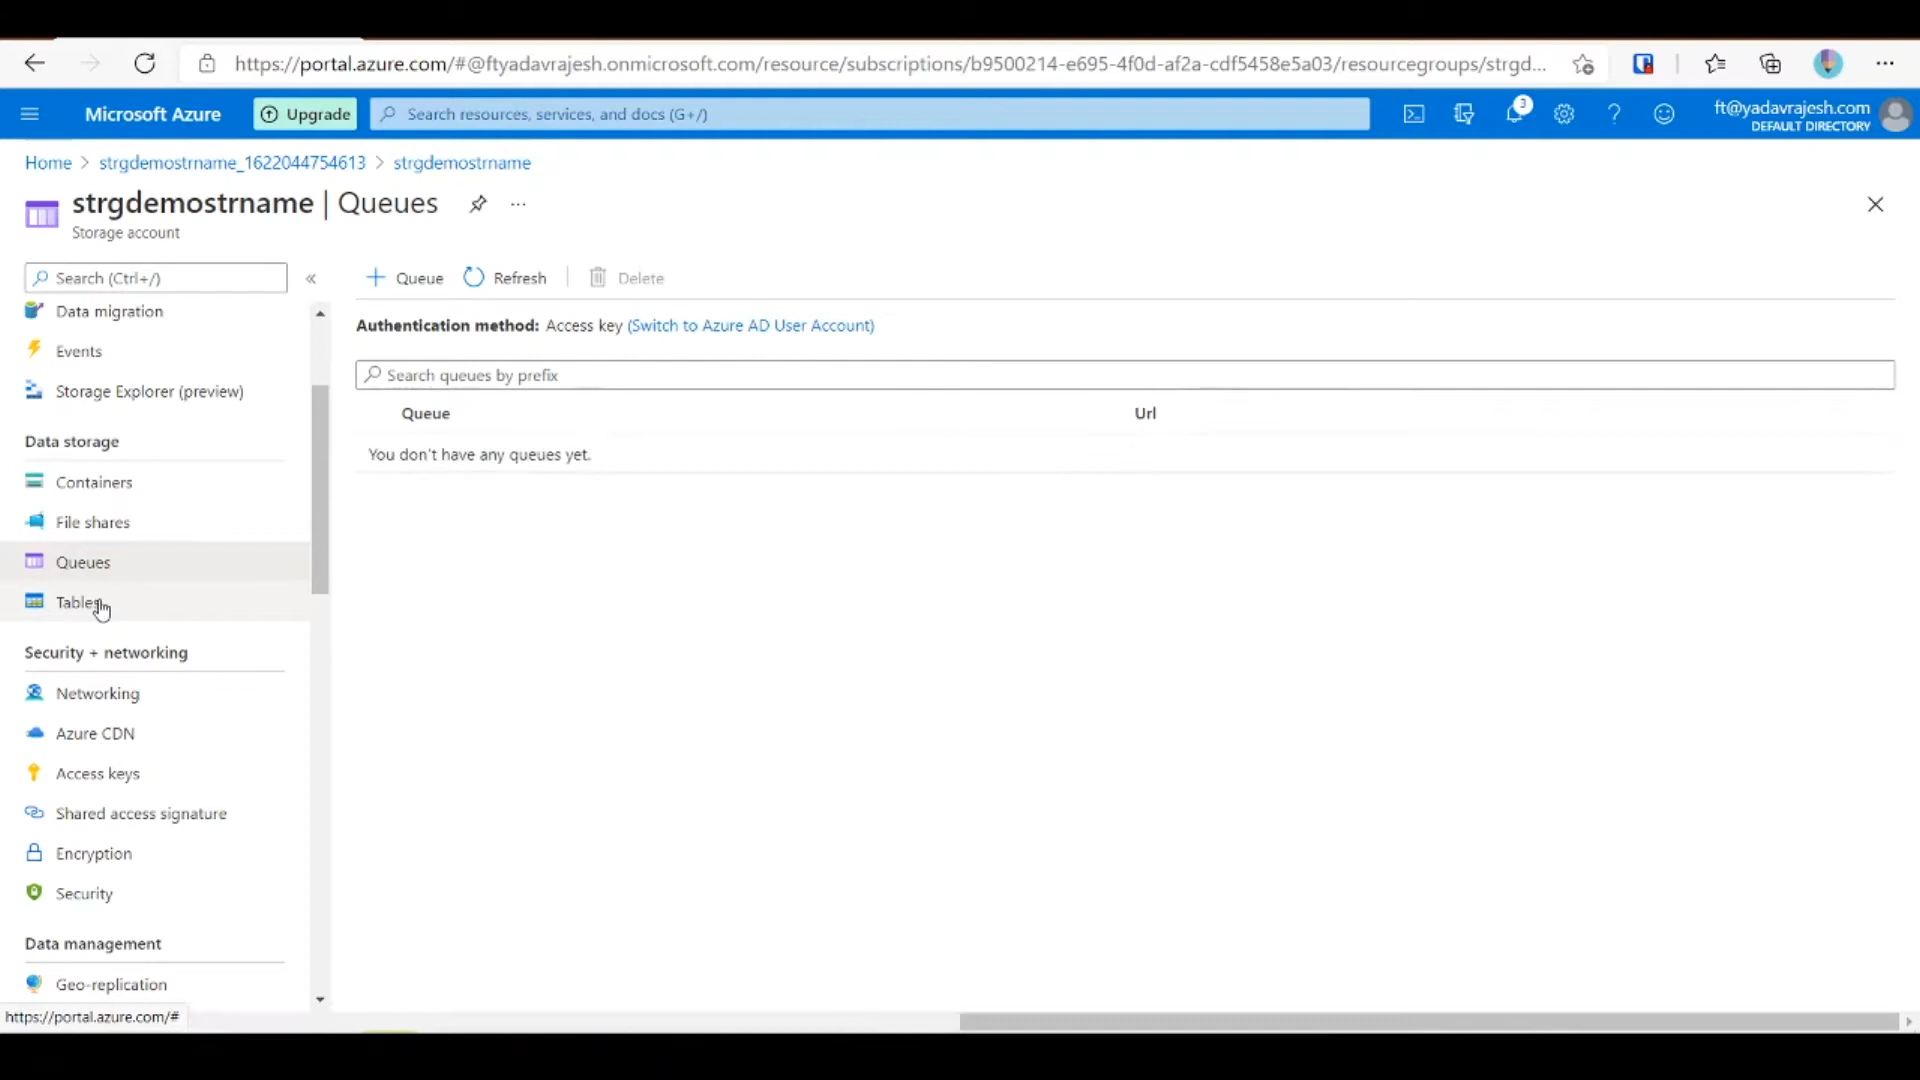 https://portal.azure.com/#@ftyadavrajesh.onmicrosoft.com/resource/subscriptions/b9500214-e695-4f0d-af2a-cdf5458e5a03/resourcegroups/strgd...
Microsoft Azure
Upgrade
Search resources, services, and docs (G+/)
3
ft@yadavrajesh.com
DEFAULT DIRECTORY
Home > strgdemostrname_1622044754613 > strgdemostrname
strgdemostrname | Queues
...
Storage account
Search (Ctrl+/)
«
Queue
Refresh
Delete
Data migration
Events
Storage Explorer (preview)
Data storage
Containers
File shares
Queues
Tables
Security + networking
Networking
Azure CDN
Access keys
Shared access signature
Encryption
Security
Data management
Geo-replication
Authentication method: Access key (Switch to Azure AD User Account)
Search queues by prefix
Queue
Url
You don't have any queues yet.
https://portal.azure.com/#